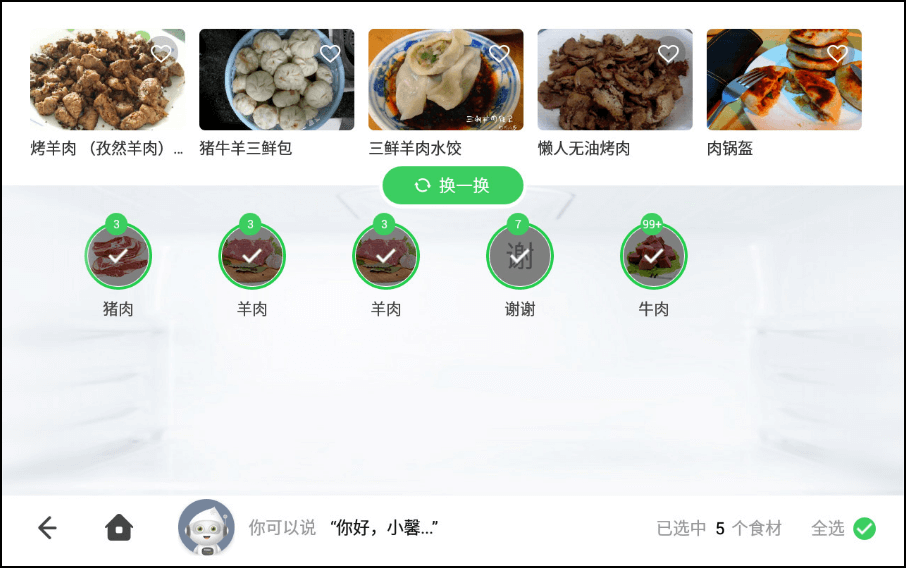 烤羊肉 （孜然羊肉）...
猪牛羊三鲜包
三鲜羊肉水饺
懒人无油烤肉
肉锅盔
换一换
3
3
3
7
99+
谢
猪肉
羊肉
羊肉
谢谢
牛肉
你可以说 “你好，小馨...”
已选中 5 个食材
全选